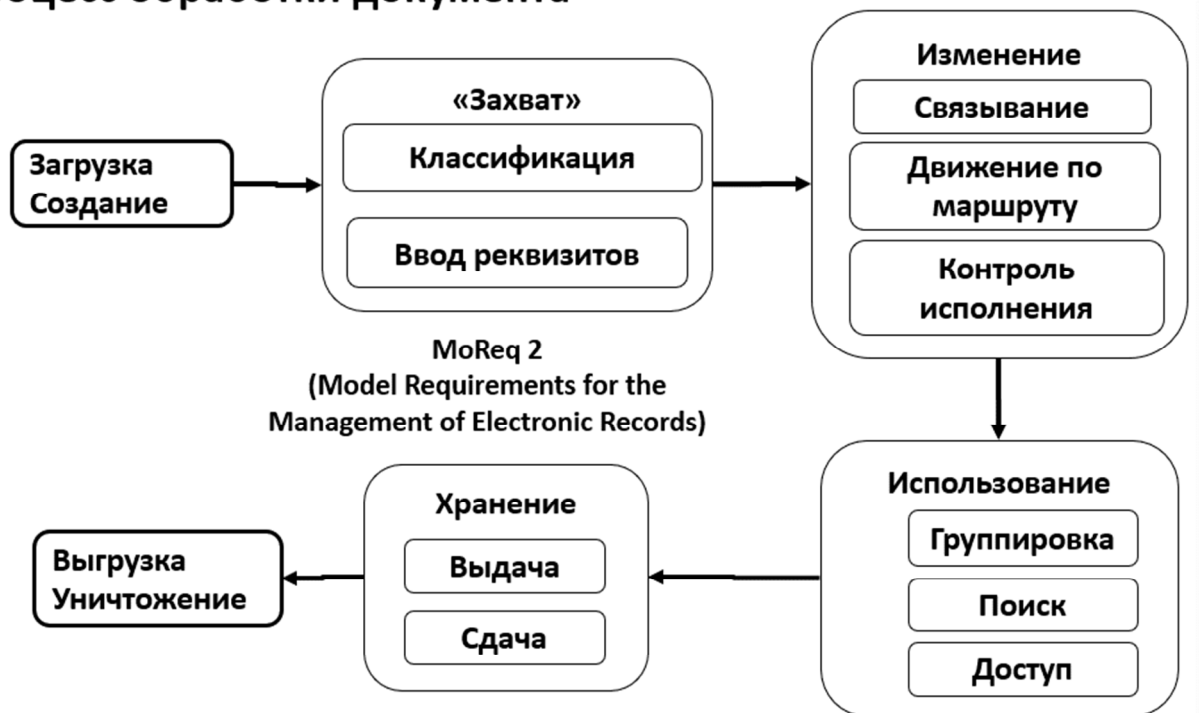 Загрузка
Создание
«Захват»
Классификация
Ввод реквизитов
Изменение
Связывание
Движение по
маршруту
Контроль
исполнения
MoReq 2
(Model Requirements for the
Management of Electronic Records)
Использование
Группировка
Поиск
Доступ
Хранение
Выдача
Сдача
Выгрузка
Уничтожение